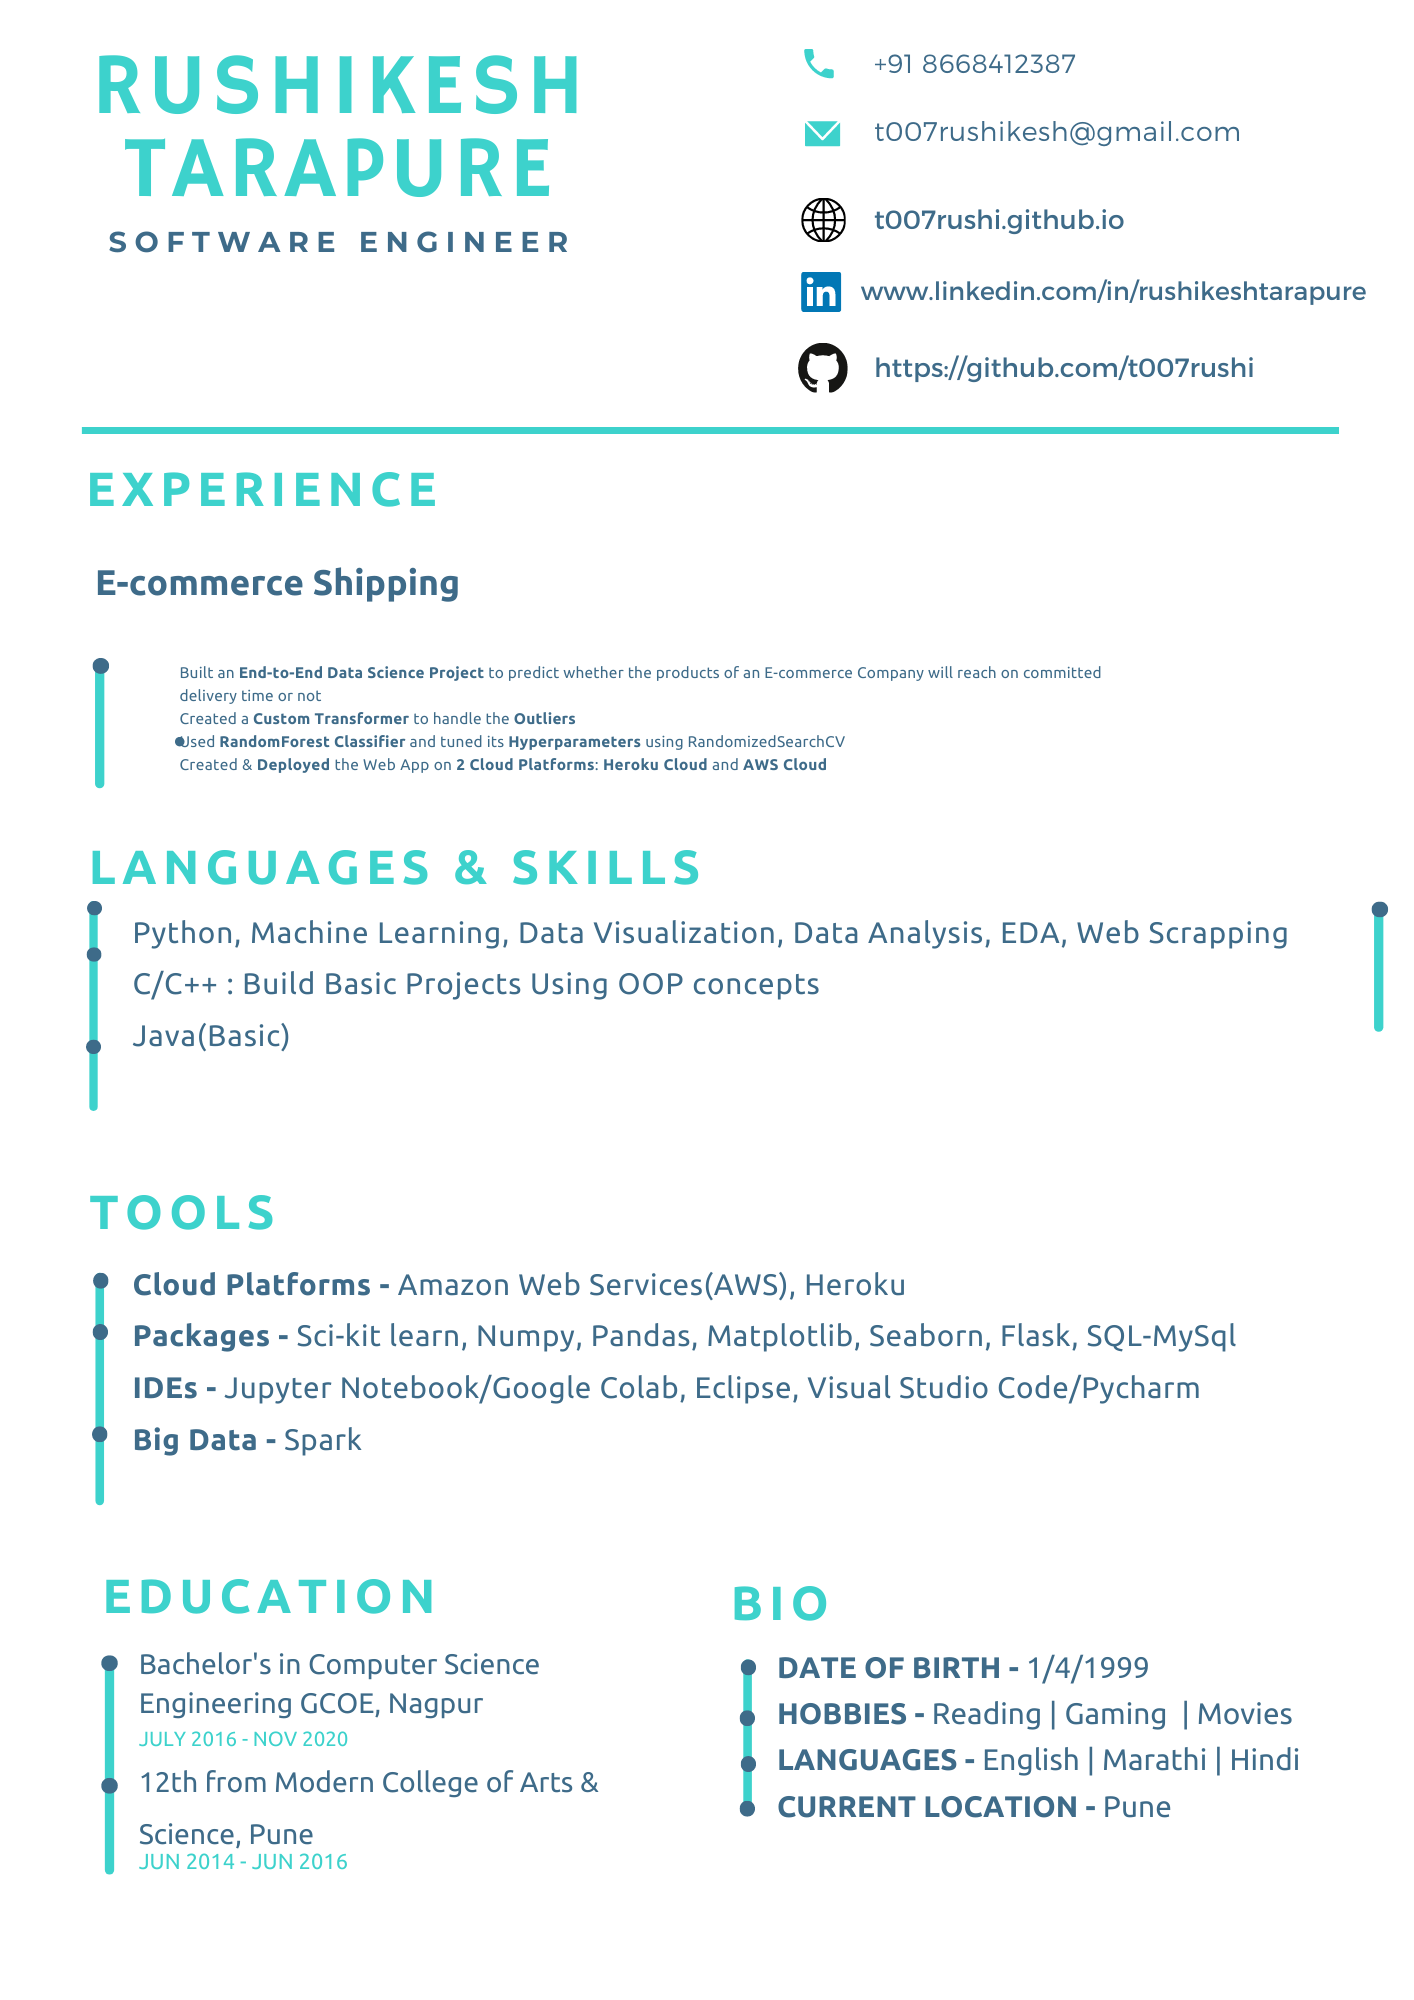 RUSHIKESH
TARAPURE
SOFTWARE ENGINEER
+91 8668412387
t007rushikesh@gmail.com
t007rushi.github.io
in www.linkedin.com/in/rushikeshtarapure
https://github.com/t007rushi
EXPERIENCE
E-commerce Shipping
Built an End-to-End Data Science Project to predict whether the products of an E-commerce Company will reach on committed
delivery time or not
Created a Custom Transformer to handle the Outliers
Used RandomForest Classifier and tuned its Hyperparameters using RandomizedSearchCV
Created & Deployed the Web App on 2 Cloud Platforms: Heroku Cloud and AWS Cloud
LANGUAGES & SKILLS
Python, Machine Learning, Data Visualization, Data Analysis, EDA, Web Scrapping
C/C++ : Build Basic Projects Using OOP concepts
Java(Basic)
TOOLS
Cloud Platforms - Amazon Web Services(AWS), Heroku
Packages - Sci-kit learn, Numpy, Pandas, Matplotlib, Seaborn, Flask, SQL-MySql
IDEs - Jupyter Notebook/Google Colab, Eclipse, Visual Studio Code/Pycharm
Big Data - Spark
EDUCATION
Bachelor's in Computer Science
Engineering GCOE, Nagpur
JULY 2016 - NOV 2020
12th from Modern College of Arts &
Science, Pune
JUN 2014 - JUN 2016
BIO
DATE OF BIRTH - 1/4/1999
HOBBIES - Reading | Gaming | Movies
LANGUAGES - English | Marathi | Hindi
CURRENT LOCATION - Pune